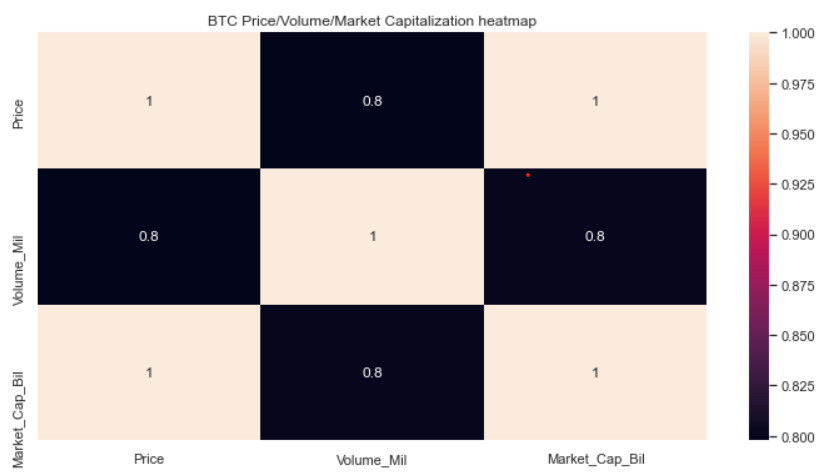 BTC Price/Volume/Market Capitalization heatmap
Price
1
0.8
1
Volume_Mil
0.8
1
0.8
Market_Cap_Bil
1
0.8
1
Price
Volume_Mil
Market_Cap_Bil
1.000
0.975
0.950
0.925
0.900
0.875
0.850
0.825
0.800